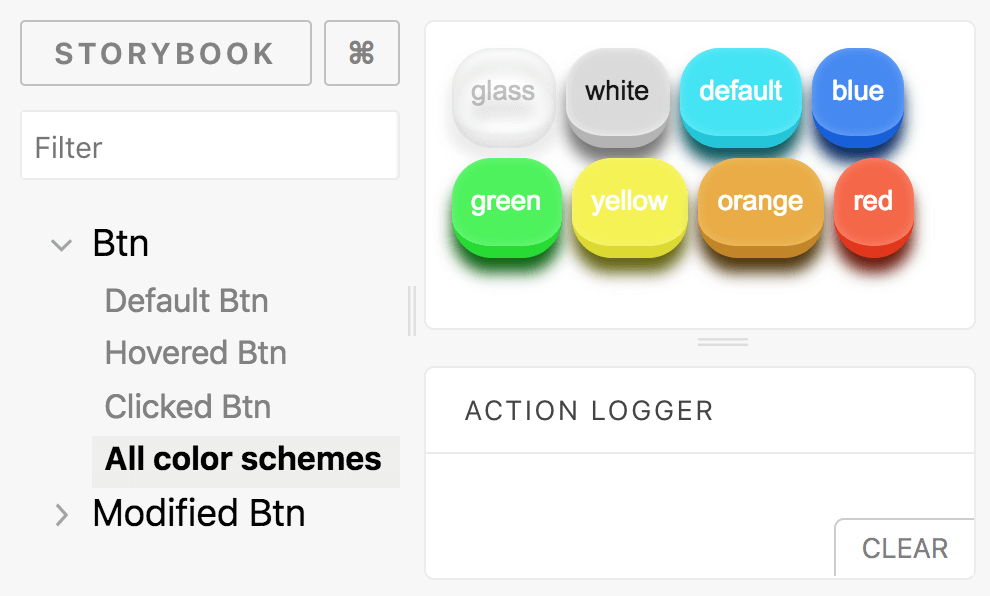 STORYBOOK ⌘
Filter
Btn
Default Btn
Hovered Btn
Clicked Btn
All color schemes
Modified Btn
glass white default blue
green yellow orange red
ACTION LOGGER
CLEAR